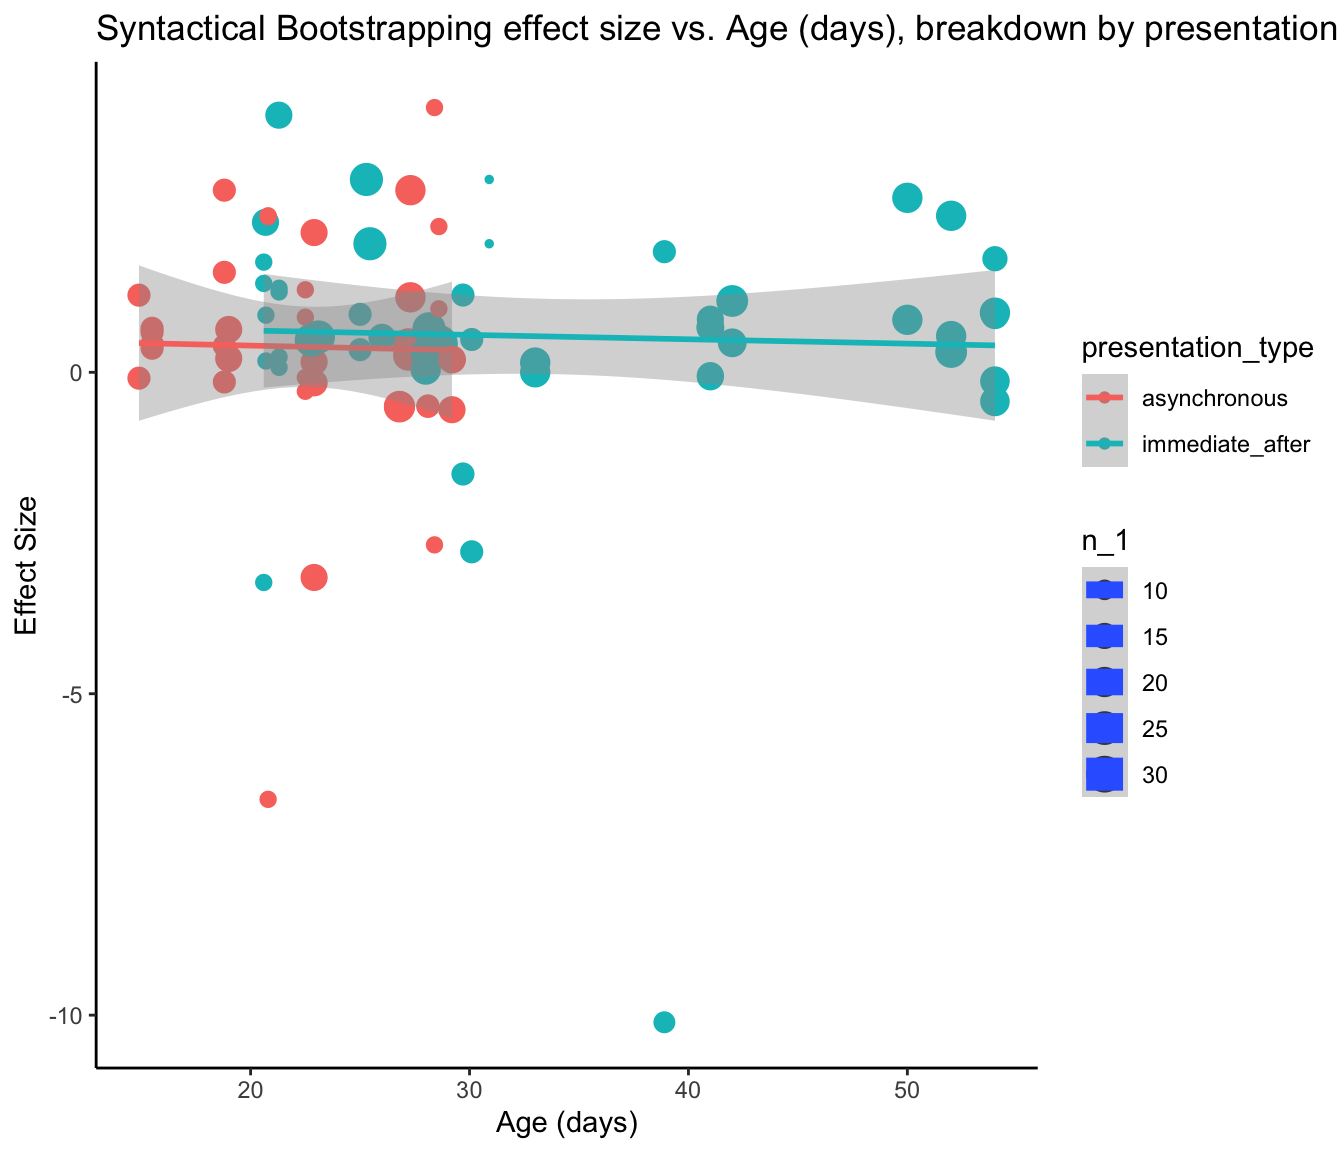 Syntactical Bootstrapping effect size vs. Age (days), breakdown by presentation
Effect Size
0
-5
-10
20
30
40
50
Age (days)
presentation_type
asynchronous
immediate_after
n_1
10
15
20
25
30